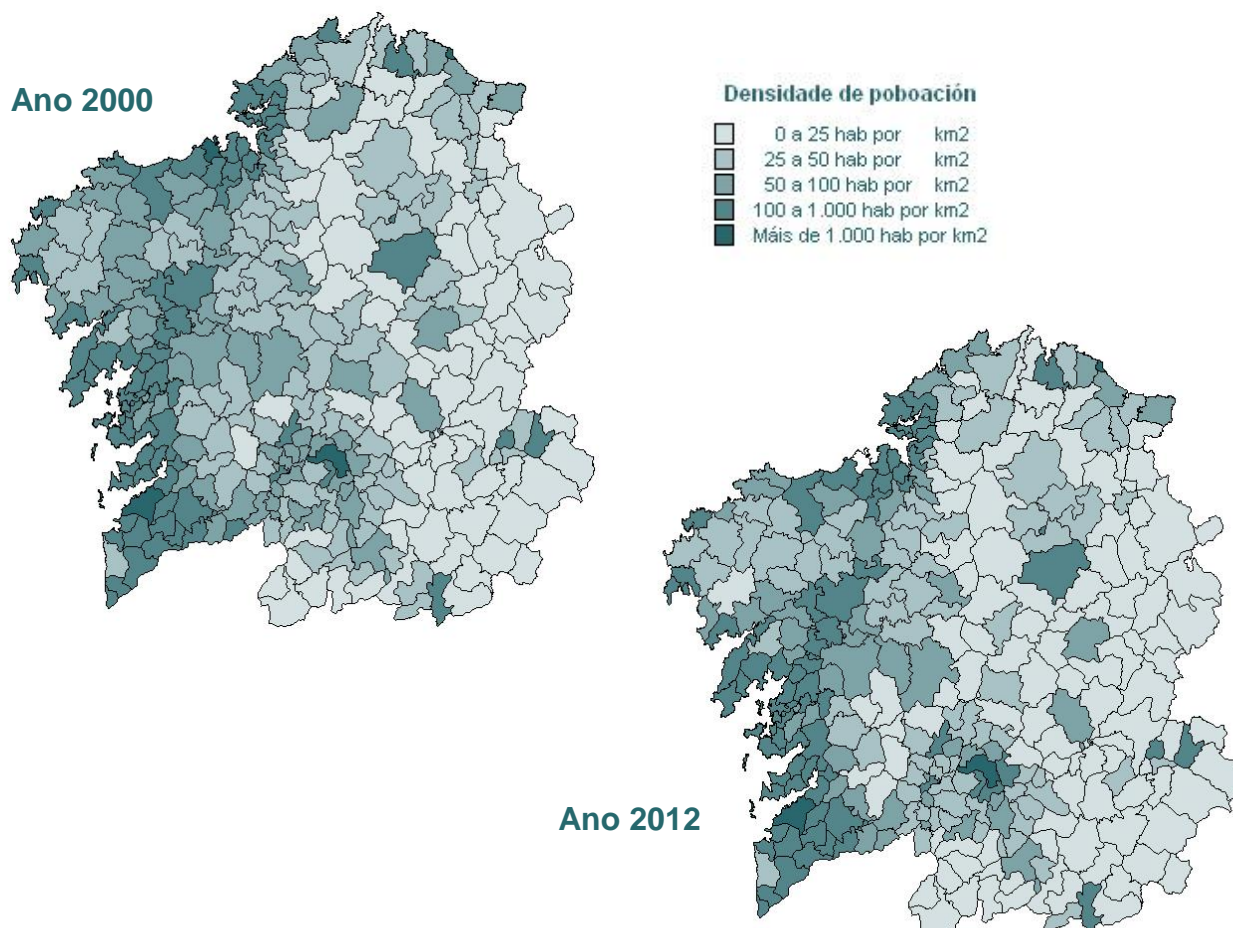 Ano 2000
Densidade de poboación
0 a 25 hab por km2
25 a 50 hab por km2
50 a 100 hab por km2
100 a 1.000 hab por km2
Máis de 1.000 hab por km2
Ano 2012